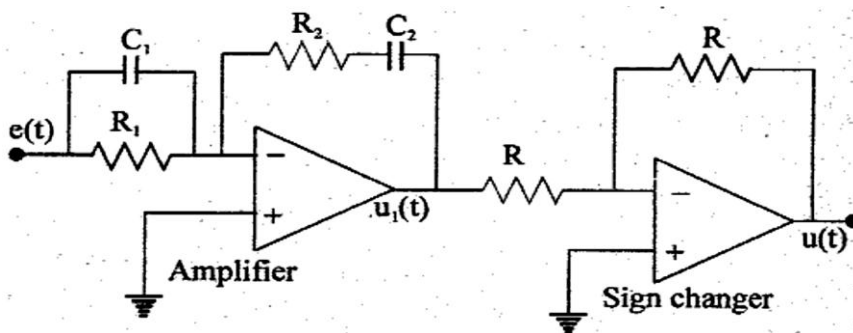 C₁
R₂
C₂
R
e(t)
R₁
−
+
u₁(t)
Amplifier
R
−
+
u(t)
Sign changer